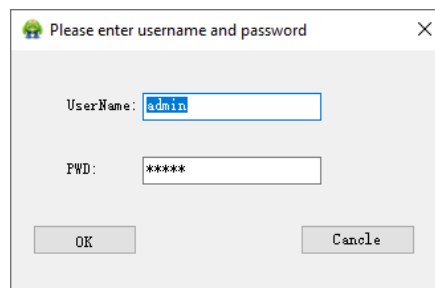 Please enter username and password
UserName: admin
PWD: *****
OK Cancle